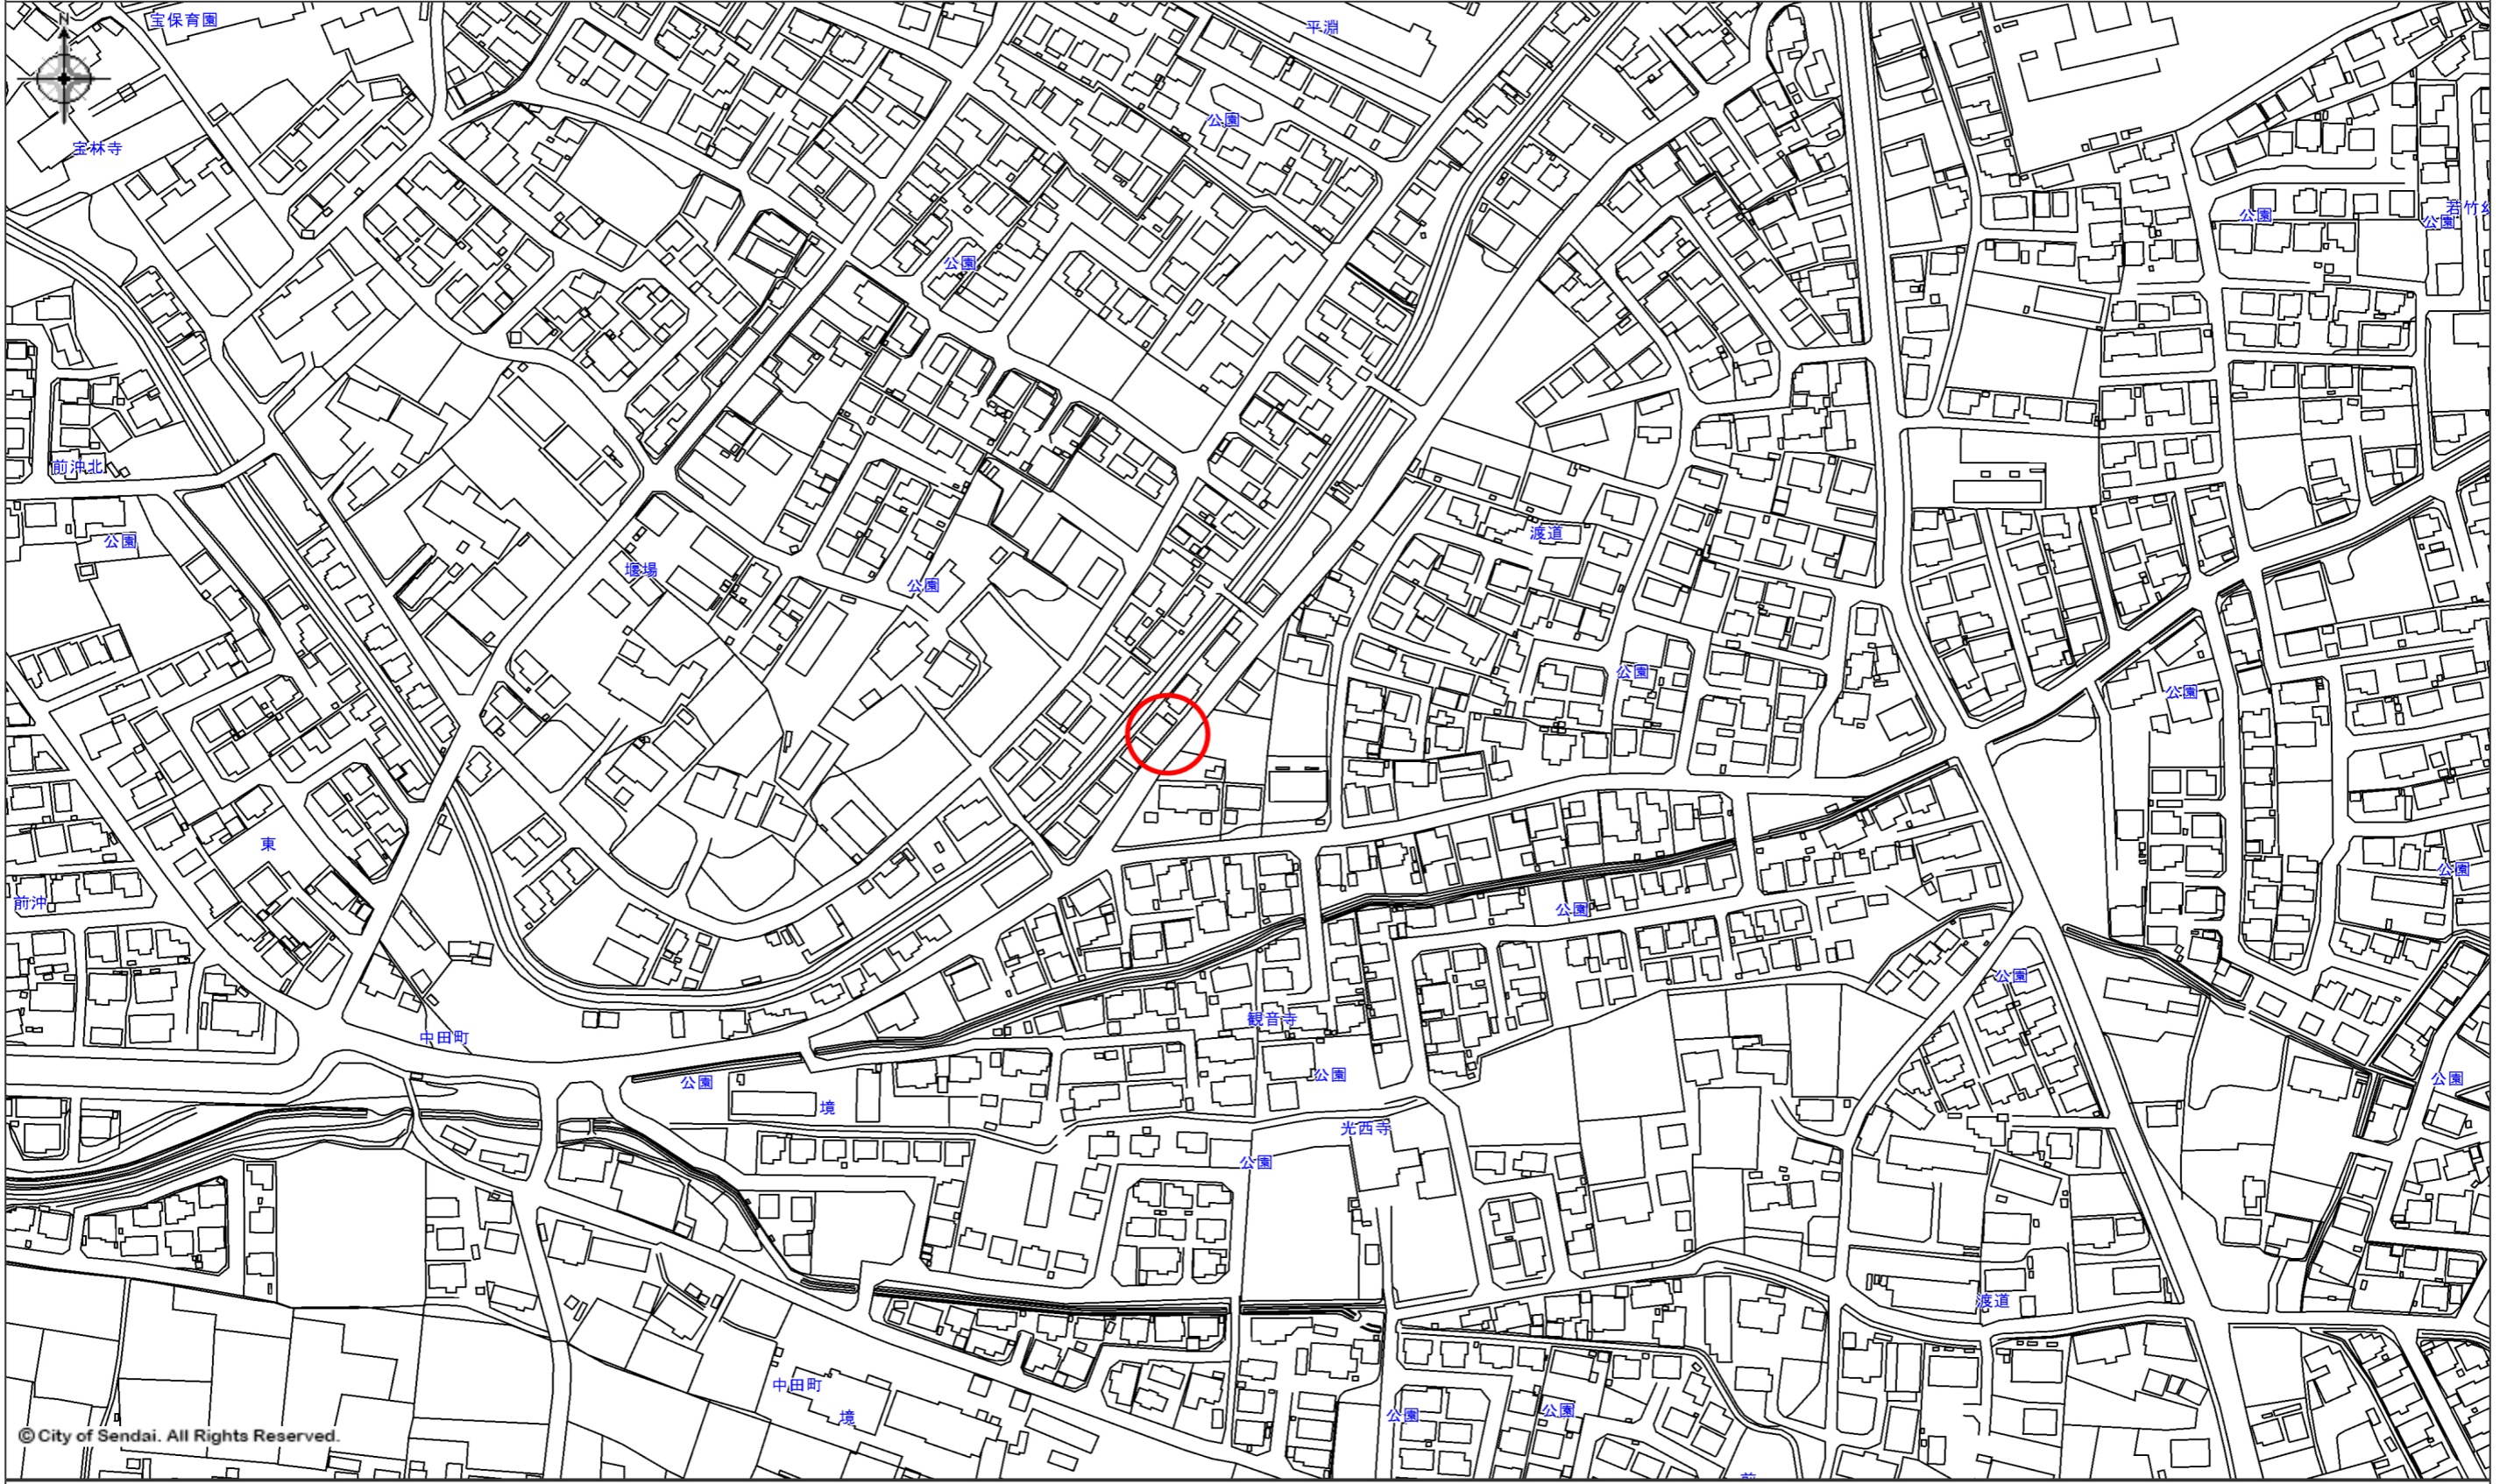 宝保育園
平淵
N
公園
宝林寺
若竹幼
公園
公園
公園
前沖北
渡道
公園
堰場
公園
公園
公園
東
公園
前沖
公園
公園
観音寺
中田町
公園
公園
公園
境
光西寺
公園
渡道
中田町
境
公園
公園
©City of Sendai. All Rights Reserved.